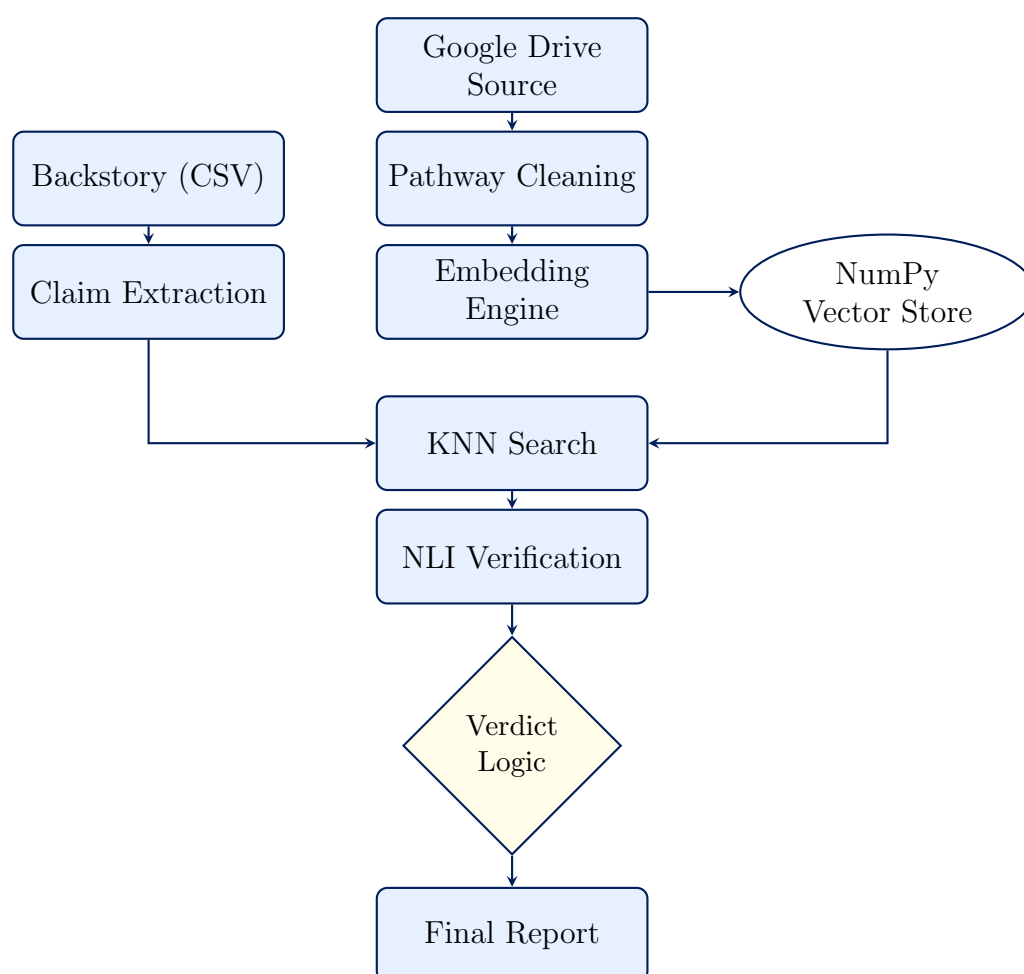 Google Drive
Source
Backstory (CSV)
Pathway Cleaning
Claim Extraction
Embedding
Engine
NumPy
Vector Store
KNN Search
NLI Verification
Verdict
Logic
Final Report